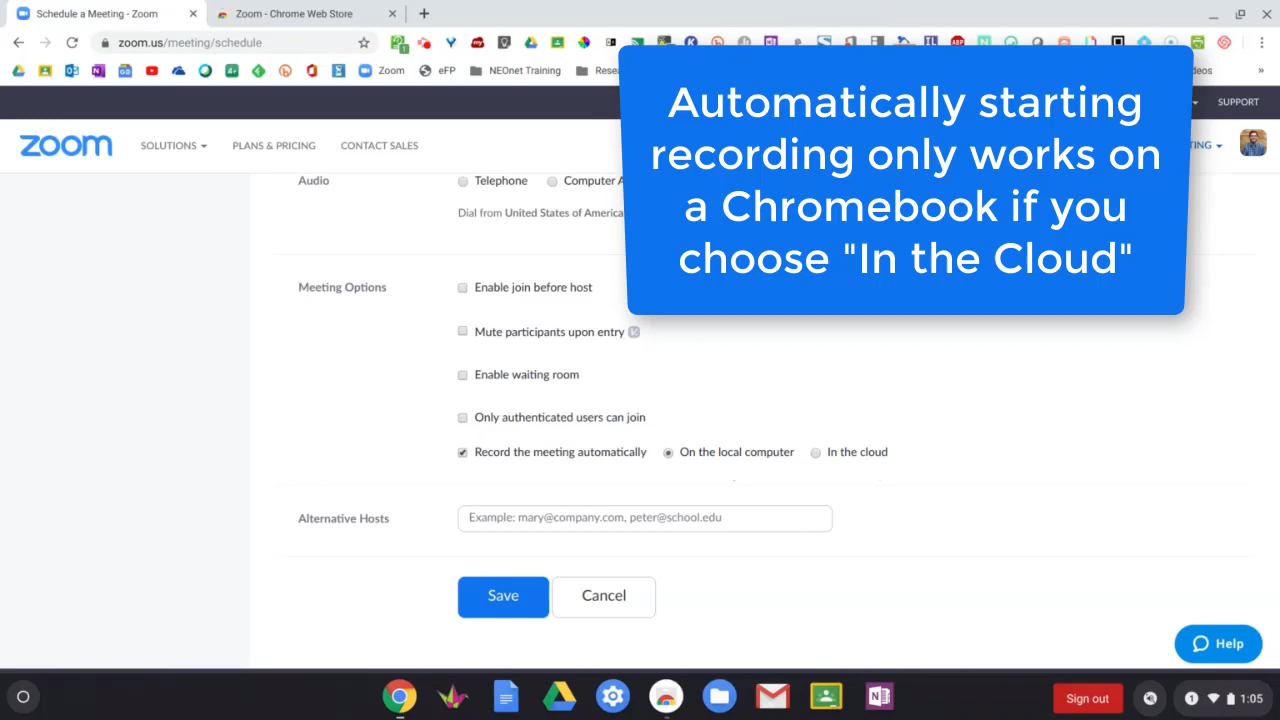 Schedule a Meeting - Zoom
Zoom - Chrome Web Store
zoom.us/meeting/schedule
Zoom
eFP
NEOnet Training
Automatically starting
recording only works on
a Chromebook if you
choose "In the Cloud"
SUPPORT
zoom
SOLUTIONS
PLANS & PRICING
CONTACT SALES
Audio
Telephone
Computer A
Dial from United States of America
Meeting Options
Enable join before host
Mute participants upon entry
Enable waiting room
Only authenticated users can join
Record the meeting automatically
On the local computer
In the cloud
Alternative Hosts
Example: mary@company.com, peter@school.edu
Save
Cancel
Help
Sign out
1
1:05